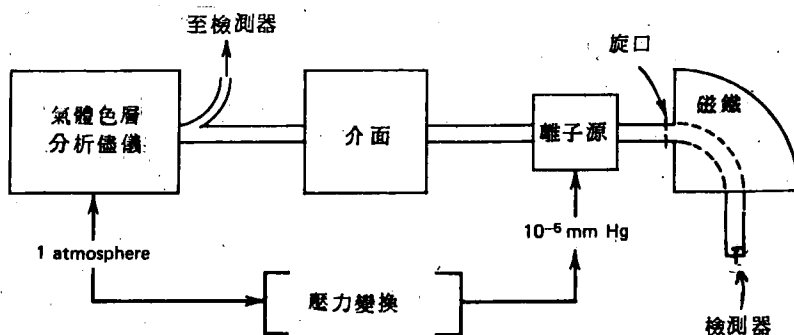 至檢測器
旋口
氣體色層
分析儘儀
介面
離子源
磁鐵
1 atmosphere
10⁻⁶ mm Hg
壓力變換
檢測器